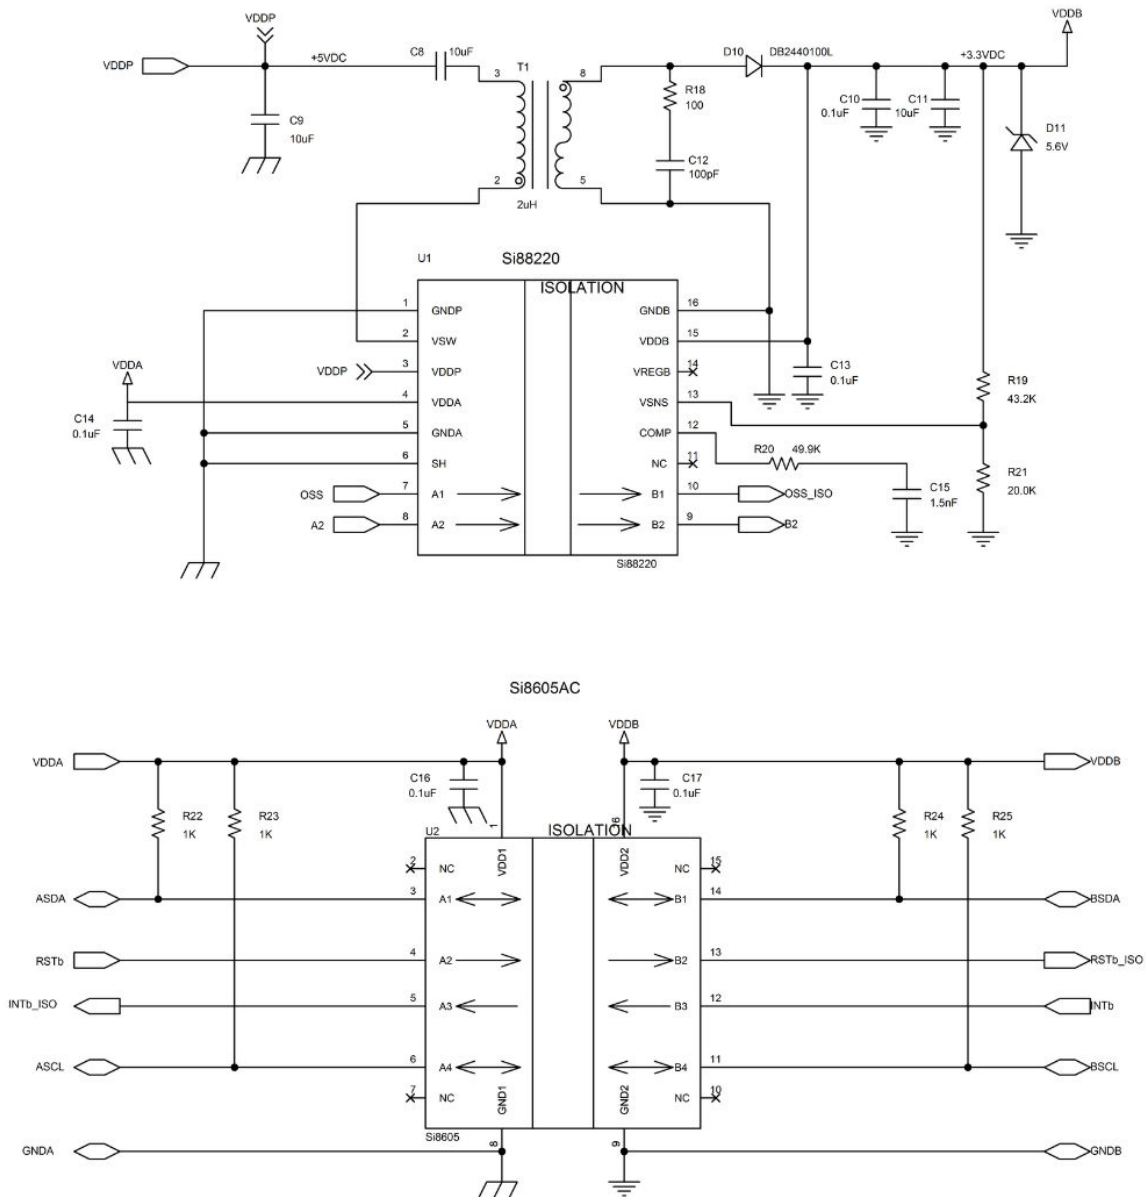 VDDP
VDDB
VDDP
+5VDC
C8
10uF
T1
3
8
D10
DB2440100L
+3.3VDC
R18
100
C10
0.1uF
C11
10uF
C9
10uF
D11
5.6V
C12
100pF
2
5
2uH
U1
Si88220
ISOLATION
1
GNDP
GNDB
16
2
VSW
VDDB
15
VDDP
3
VDDP
VREGB
14
C13
0.1uF
VDDA
4
VDDA
VSNS
13
R19
43.2K
C14
0.1uF
5
GNDA
COMP
12
R20
49.9K
6
SH
NC
11
R21
20.0K
C15
1.5nF
OSS
7
A1
B1
10
OSS_ISO
A2
8
A2
B2
9
B2
Si88220
Si8605AC
VDDA
VDDB
VDDA
VDDB
C16
0.1uF
C17
0.1uF
R22
1K
R23
1K
R24
1K
R25
1K
U2
1
ISOLATION
16
2
NC
VDD1
VDD2
NC
15
ASDA
3
A1
B1
14
BSDA
RSTb
4
A2
B2
13
RSTb_ISO
INTb_ISO
5
A3
B3
12
INTb
ASCL
6
A4
B4
11
BSCL
7
NC
GND1
GND2
NC
10
Si8605
8
9
GNDA
GNDB